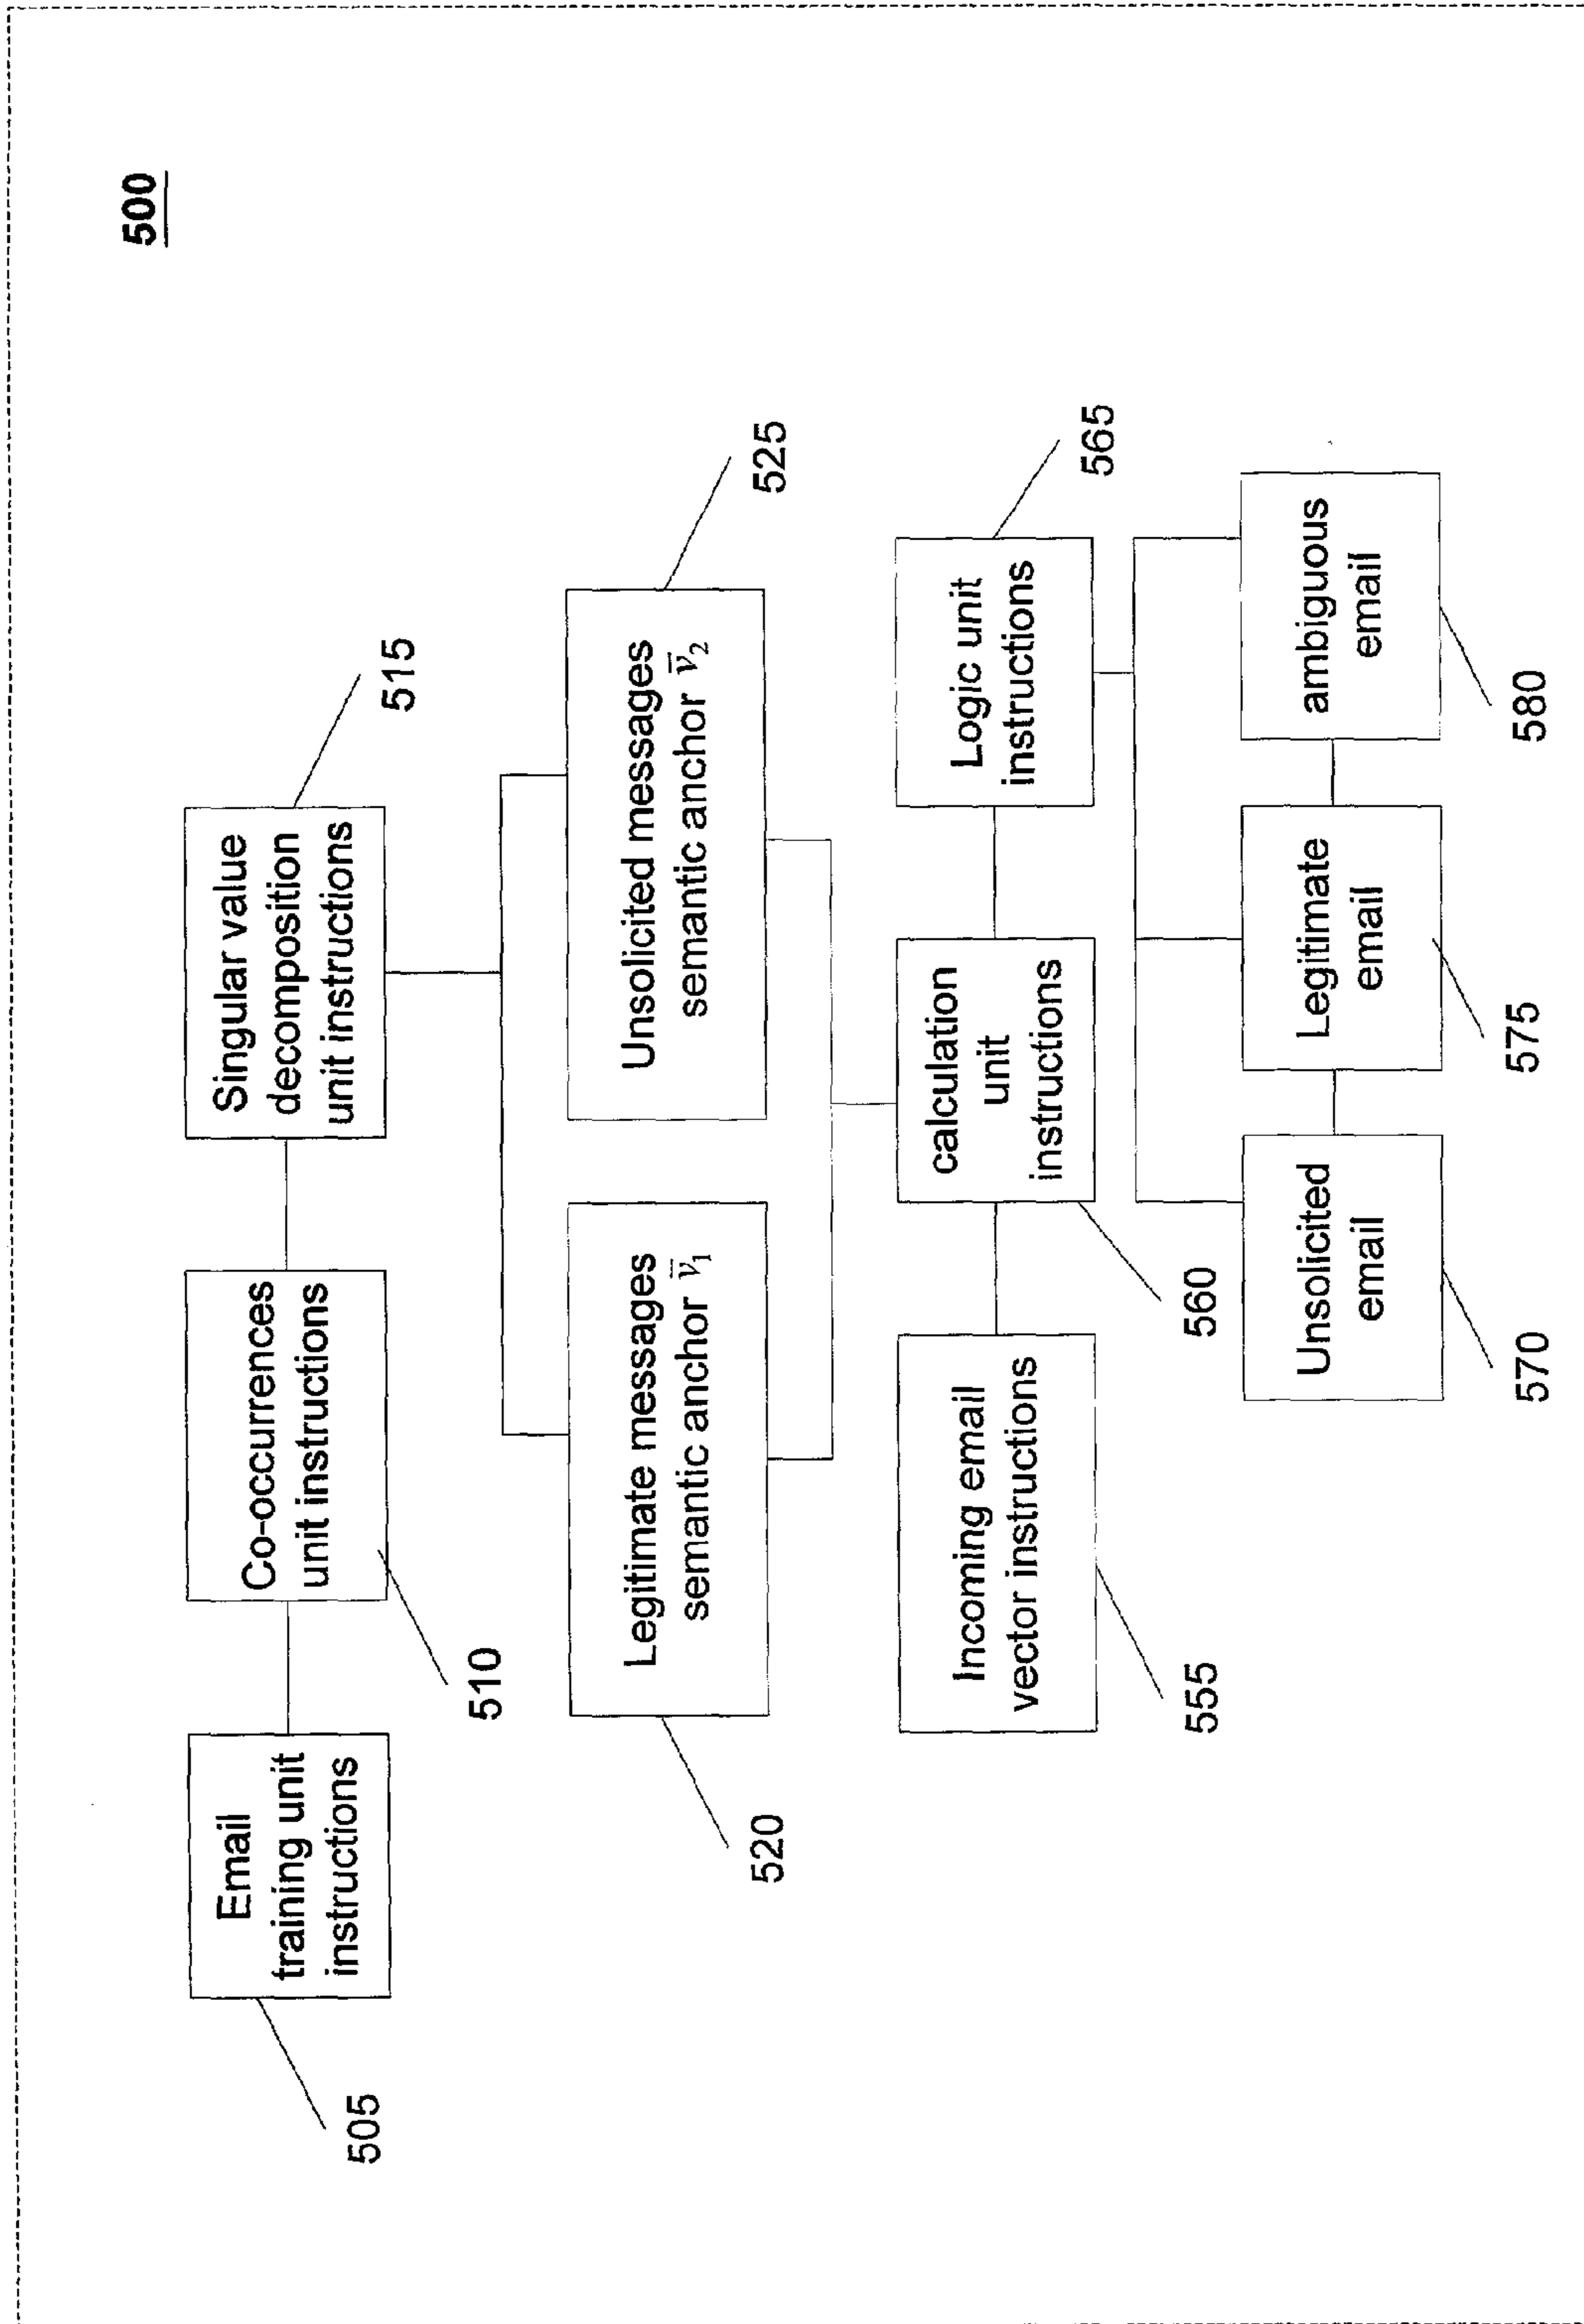 500
Email
training unit
instructions
505
Co-occurrences
unit instructions
510
Singular value
decomposition
unit instructions
515
Legitimate messages
semantic anchor v̄₁
520
Unsolicited messages
semantic anchor v̄₂
525
Incoming email
vector instructions
555
calculation
unit
instructions
560
Logic unit
instructions
565
Unsolicited
email
570
Legitimate
email
575
ambiguous
email
580